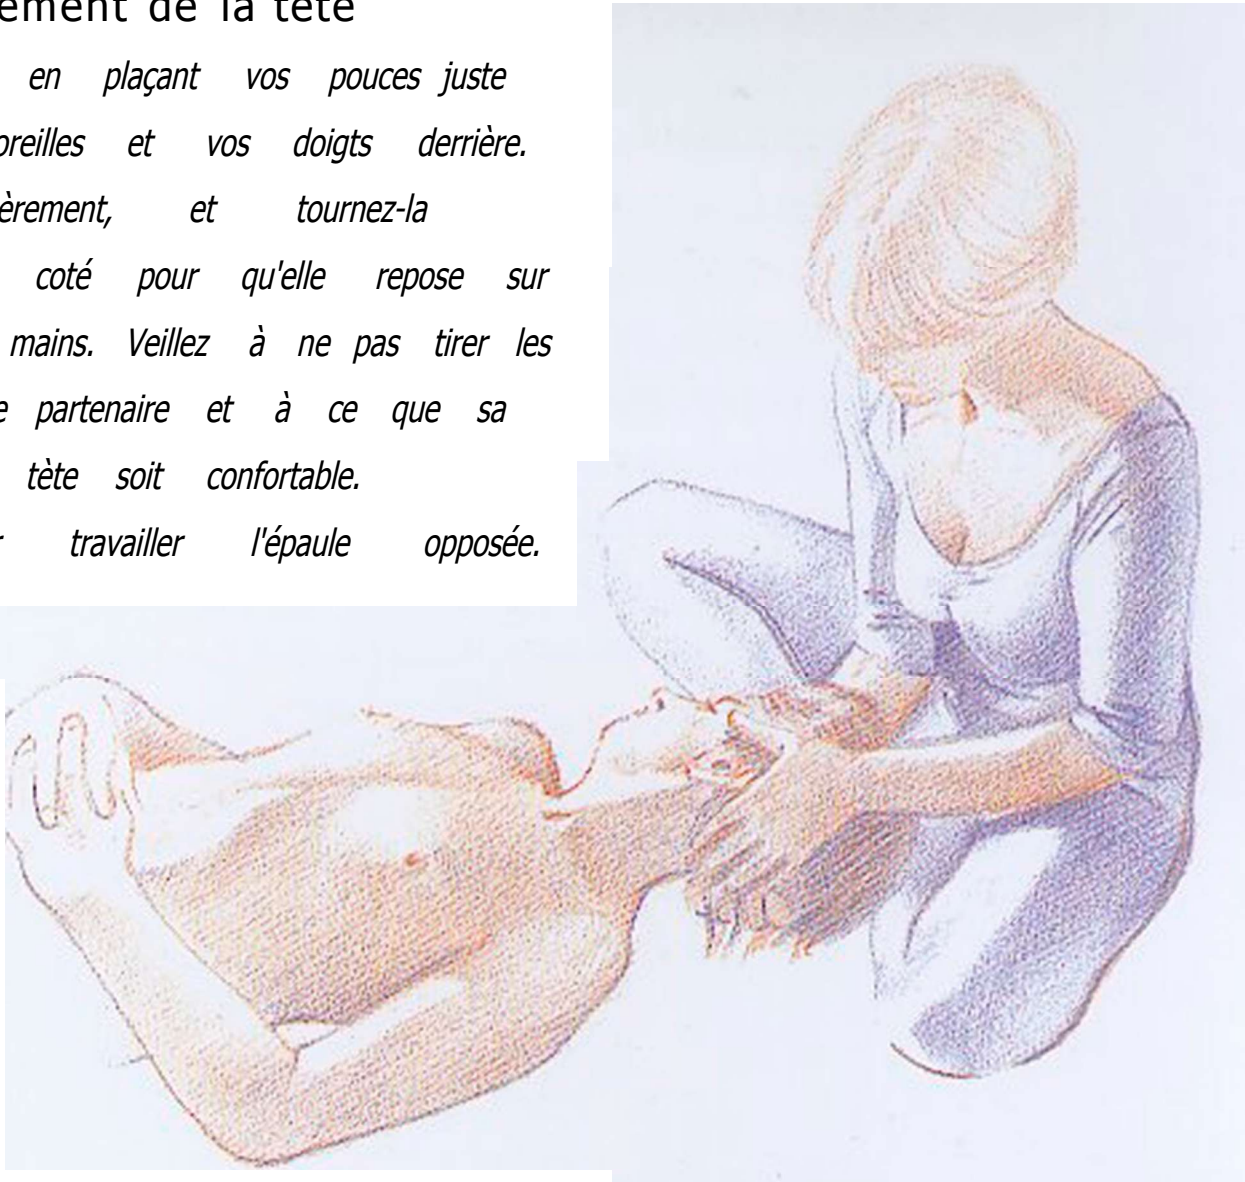 ement de la tête
en plaçant vos pouces juste
oreilles et vos doigts derrière.
èrement, et tournez-la
coté pour qu'elle repose sur
mains. Veillez à ne pas tirer les
e partenaire et à ce que sa
tète soit confortable.
r travailler l'épaule opposée.